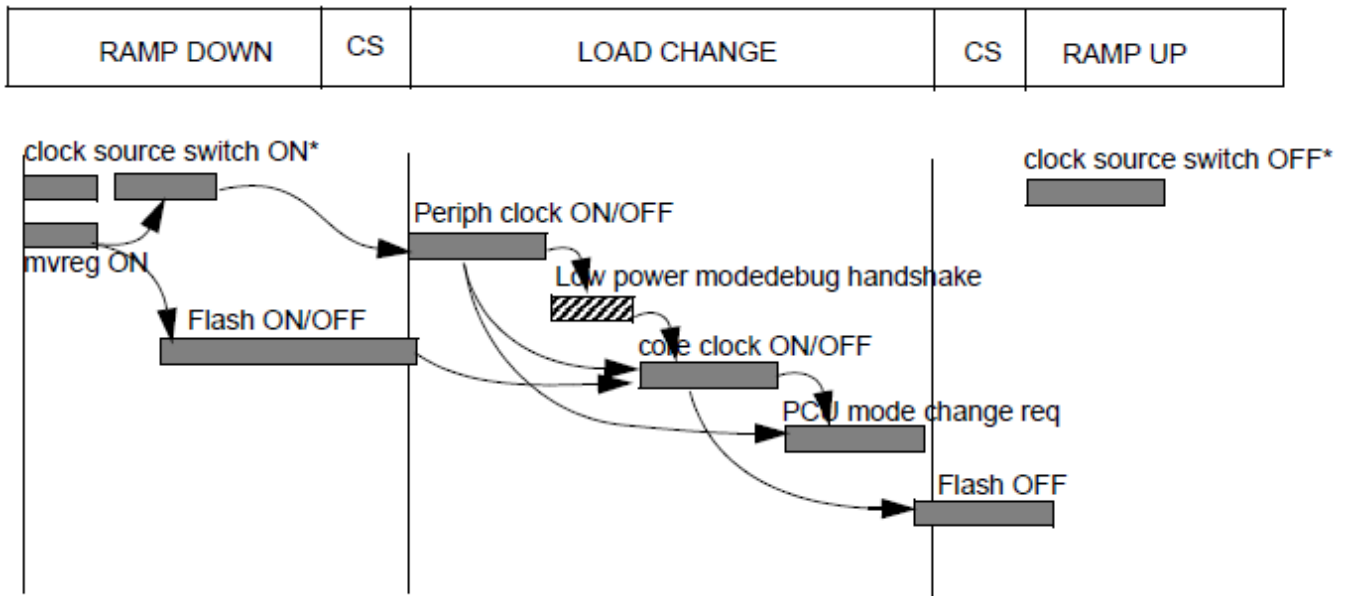 RAMP DOWN
CS
LOAD CHANGE
CS
RAMP UP
clock source switch ON*
clock source switch OFF*
Periph clock ON/OFF
mvreg ON
Low power modedebug handshake
Flash ON/OFF
core clock ON/OFF
PCU mode change req
Flash OFF